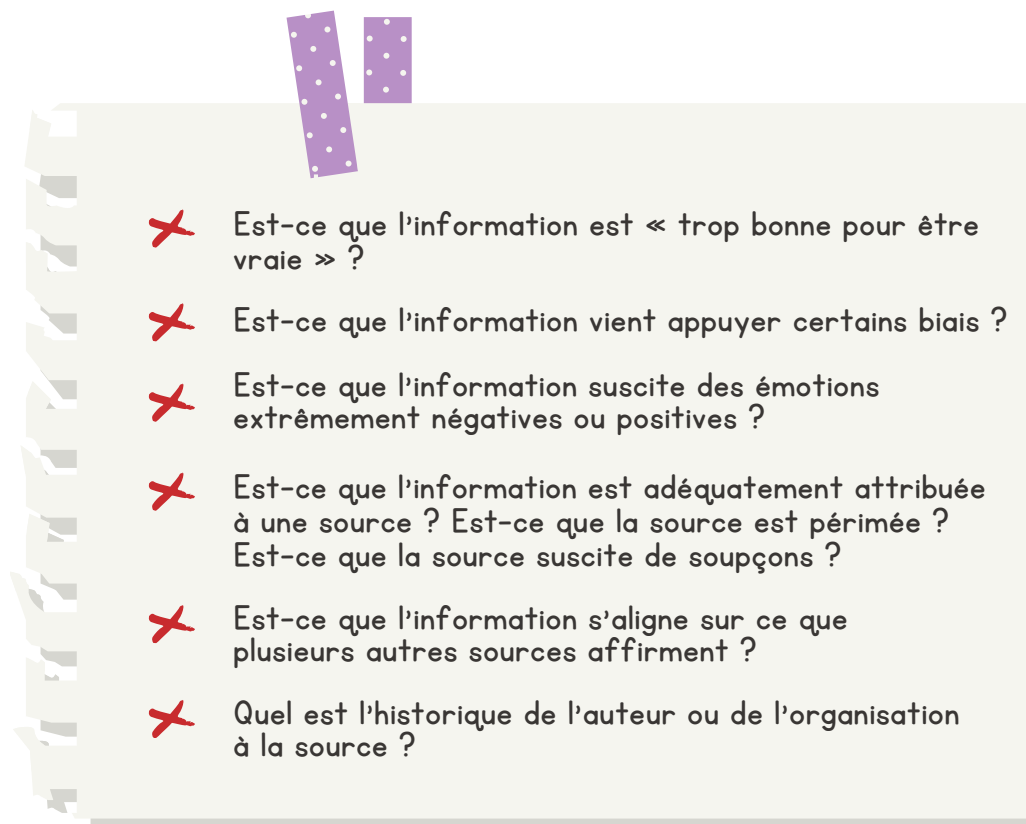 Est-ce que l'information est « trop bonne pour être
vraie » ?
Est-ce que l'information vient appuyer certains biais ?
Est-ce que l'information suscite des émotions
extrêmement négatives ou positives ?
Est-ce que l'information est adéquatement attribuée
à une source ? Est-ce que la source est périmée ?
Est-ce que la source suscite de soupçons ?
Est-ce que l'information s'aligne sur ce que
plusieurs autres sources affirment ?
Quel est l'historique de l'auteur ou de l'organisation
à la source ?